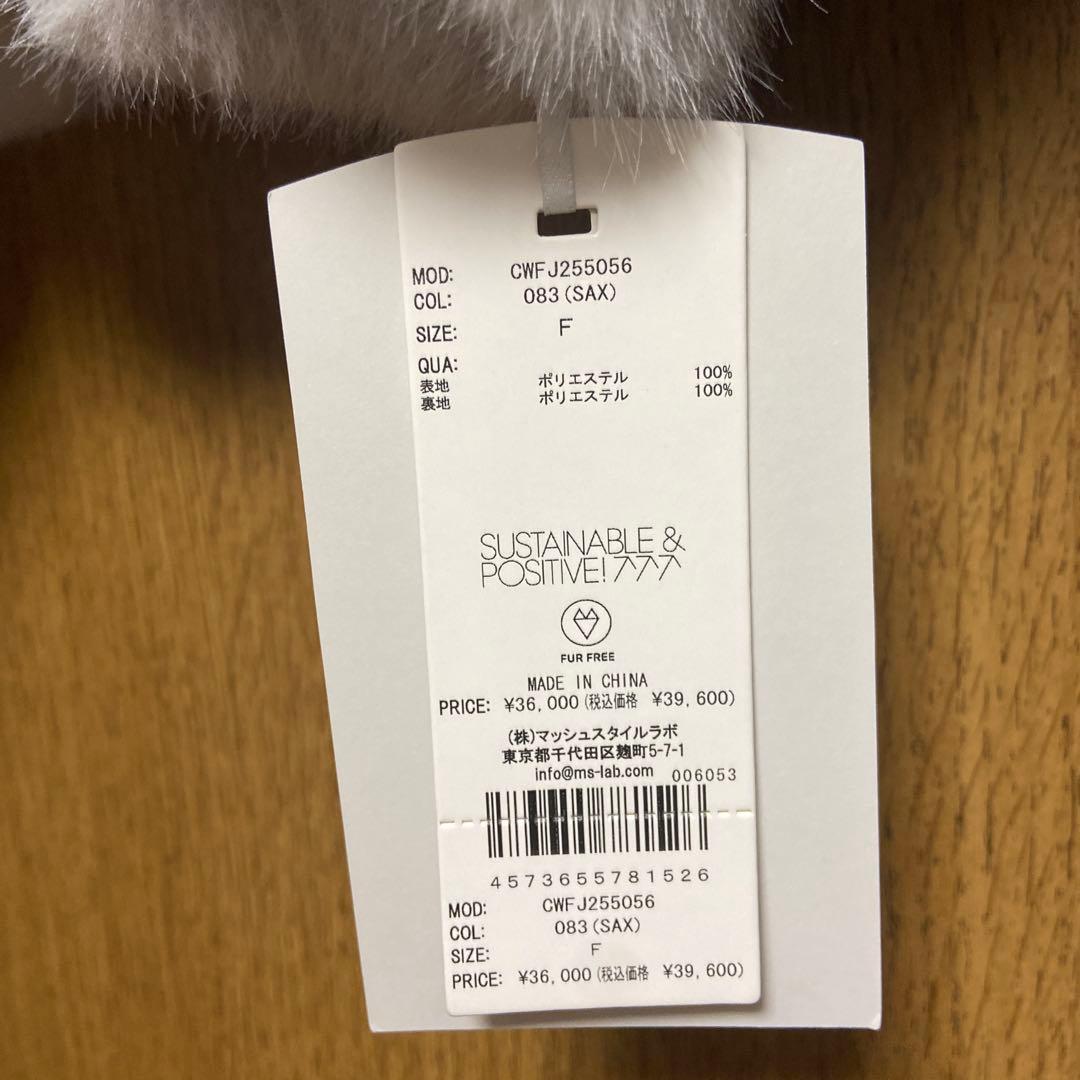 MOD: CWFJ255056
COL: 083(SAX)
SIZE: F
QUA:
表地 ポリエステル 100%
裏地 ポリエステル 100%
SUSTAINABLE &
POSITIVE!
FUR FREE
MADE IN CHINA
PRICE: ¥36,000(税込価格 ¥39,600)
(株)マッシュスタイルラボ
東京都千代田区麹町5-7-1
info@ms-lab.com 006053
4573655781526
MOD: CWFJ255056
COL: 083(SAX)
SIZE: F
PRICE: ¥36,000(税込価格 ¥39,600)